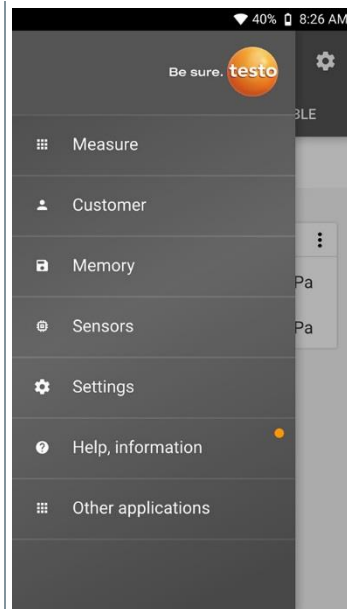 40% 8:26 AM
Be sure. testo
BLE
Measure
Customer
Memory
Pa
Sensors
Pa
Settings
Help, information
Other applications